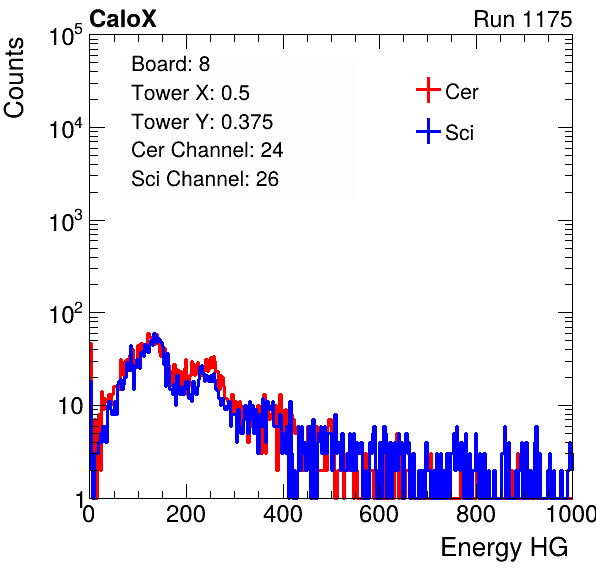 CaloX Run 1175
Counts
10^5
10^4
10^3
10^2
10
1
Board: 8
Tower X: 0.5
Tower Y: 0.375
Cer Channel: 24
Sci Channel: 26
Cer
Sci
0 200 400 600 800 1000
Energy HG